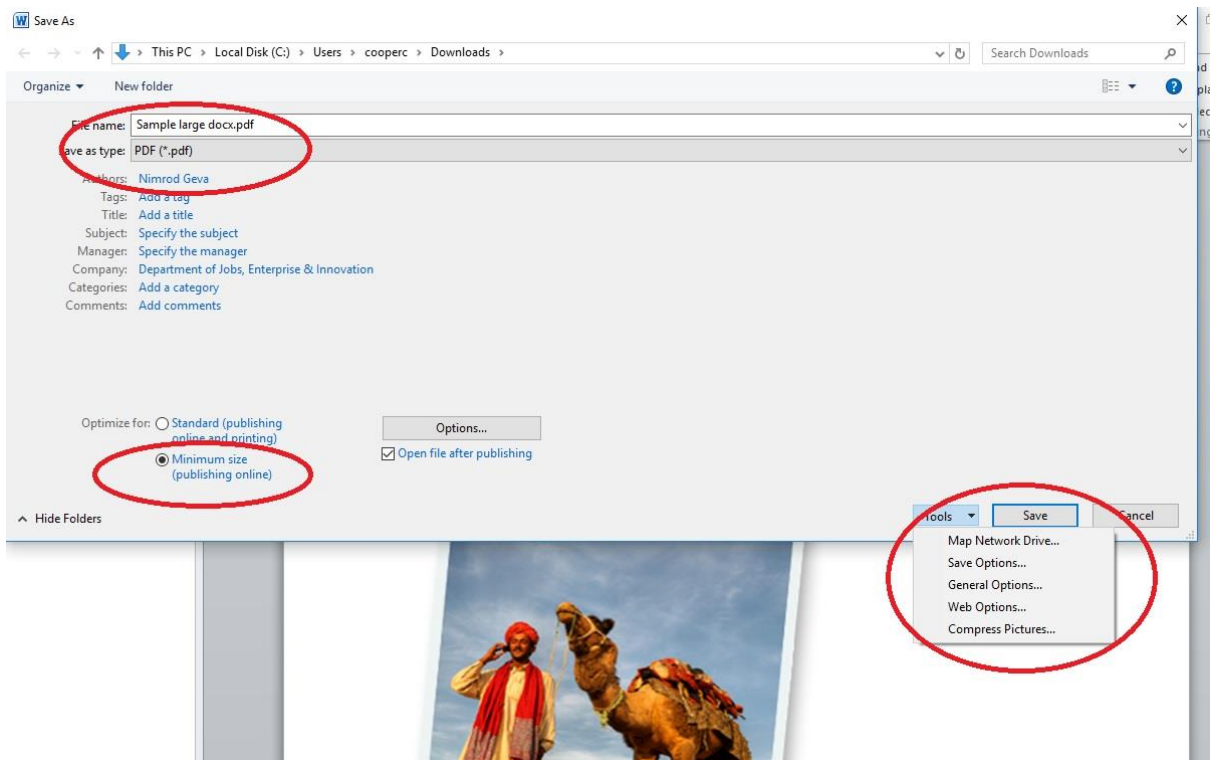 Save As
This PC > Local Disk (C:) > Users > cooperc > Downloads >
Search Downloads
Organize
New folder
File name: Sample large docx.pdf
Save as type: PDF (*.pdf)
Authors: Nimrod Geva
Tags: Add a tag
Title: Add a title
Subject: Specify the subject
Manager: Specify the manager
Company: Department of Jobs, Enterprise & Innovation
Categories: Add a category
Comments: Add comments
Optimize for: Standard (publishing
online and printing)
Minimum size
(publishing online)
Options...
Open file after publishing
Hide Folders
Tools Save Cancel
Map Network Drive...
Save Options...
General Options...
Web Options...
Compress Pictures...